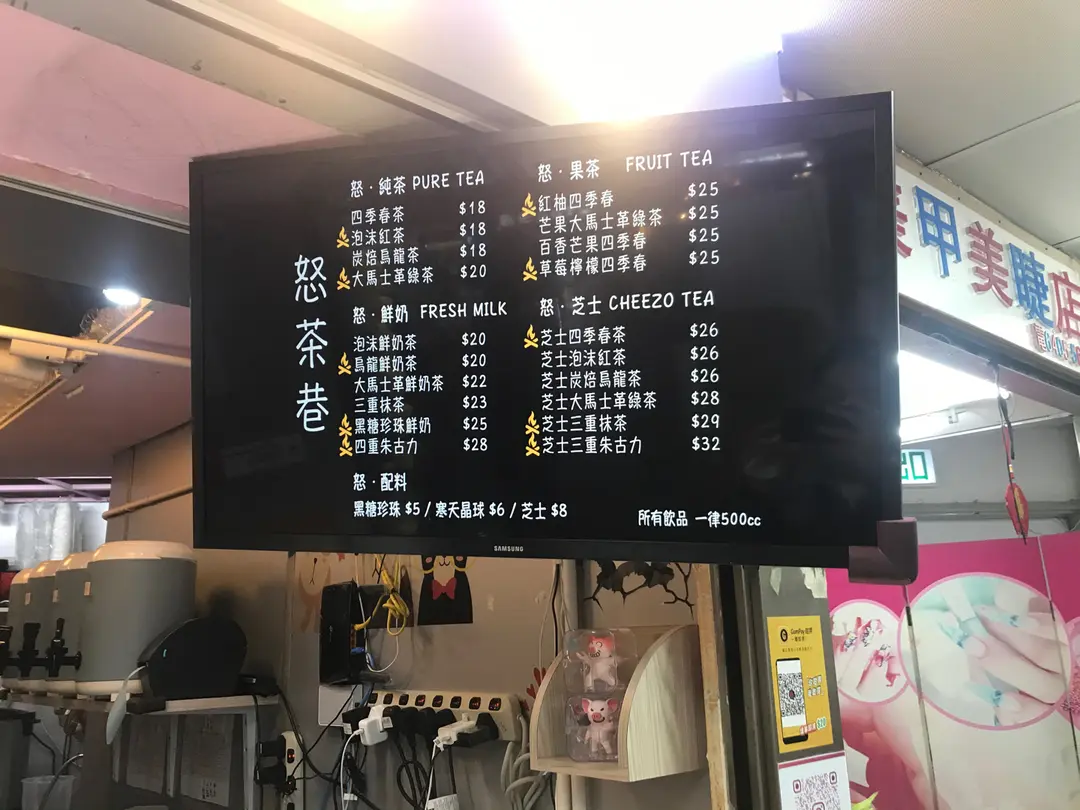 怒茶巷
怒·純茶 PURE TEA
四季春茶 $18
泡沫紅茶 $18
炭焙烏龍茶 $18
大馬士革綠茶 $20
怒·鮮奶 FRESH MILK
泡沫鮮奶茶 $20
烏龍鮮奶茶 $20
大馬士革鮮奶茶 $22
三重抹茶 $23
黑糖珍珠鮮奶 $25
四重朱古力 $28
怒·果茶 FRUIT TEA
紅柚四季春 $25
芒果大馬士革綠茶 $25
百香芒果四季春 $25
草莓檸檬四季春 $25
怒·芝士 CHEEZO TEA
芝士四季春茶 $26
芝士泡沫紅茶 $26
芝士炭焙烏龍茶 $26
芝士大馬士革綠茶 $28
芝士三重抹茶 $29
芝士三重朱古力 $32
怒·配料
黑糖珍珠 $5 / 寒天晶球 $6 / 芝士 $8
所有飲品 一律500cc
SAMSUNG
美甲美睫店
出口
$20